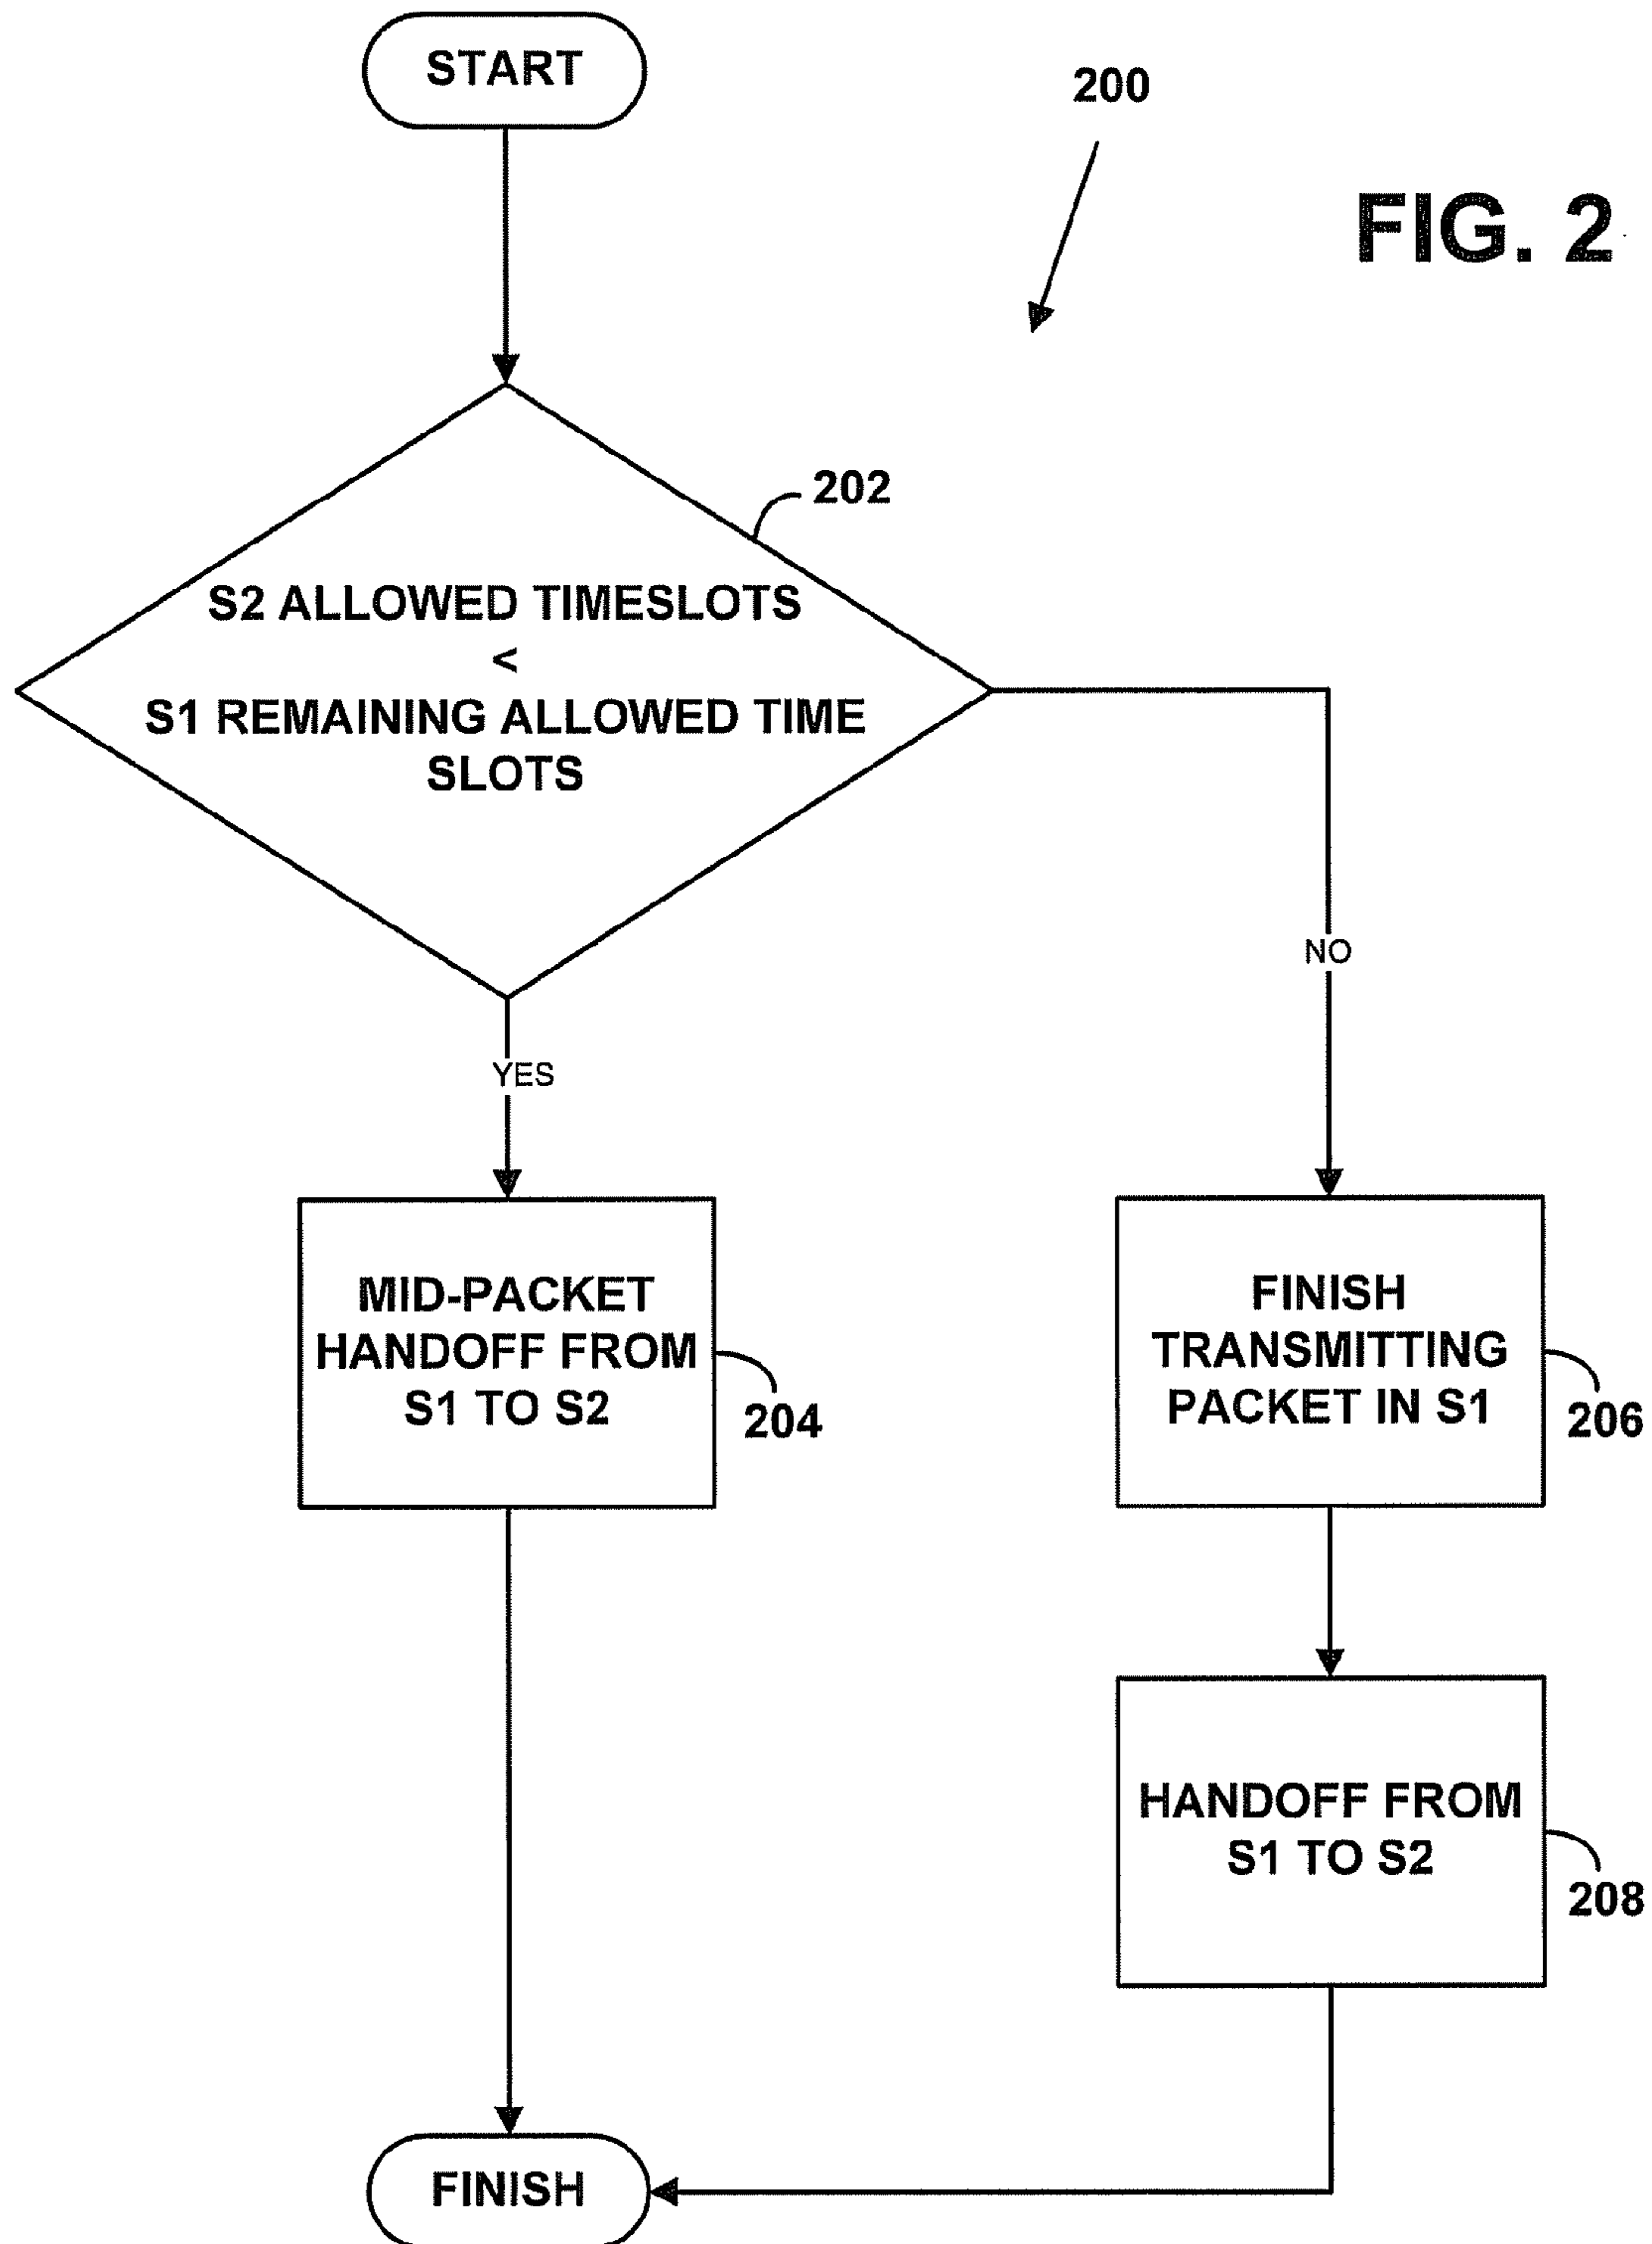 START
200
FIG. 2
202
S2 ALLOWED TIMESLOTS
<
S1 REMAINING ALLOWED TIME
SLOTS
NO
YES
MID-PACKET
HANDOFF FROM
S1 TO S2
204
FINISH
TRANSMITTING
PACKET IN S1
206
HANDOFF FROM
S1 TO S2
208
FINISH